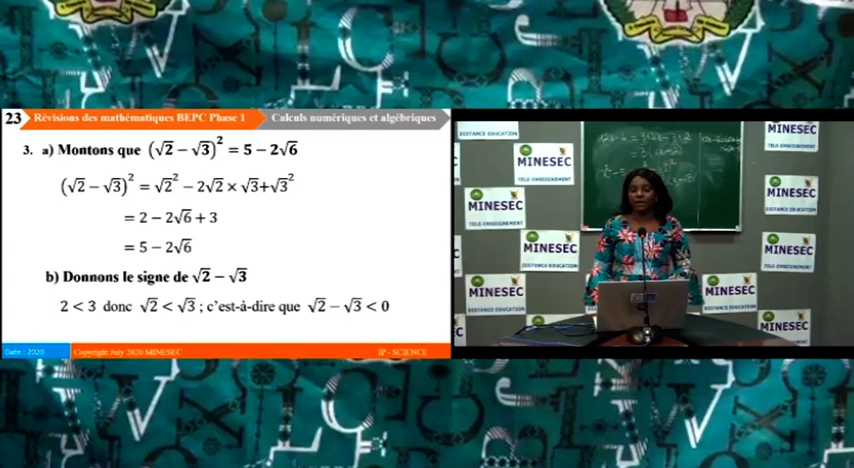 23 Révisions des mathématiques BEPC Phase 1 Calculs numériques et algébriques
3. a) Montons que (√2 − √3)² = 5 − 2√6
(√2 − √3)² = √2² − 2√2 × √3+√3²
= 2 − 2√6 + 3
= 5 − 2√6
b) Donnons le signe de √2 − √3
2 < 3 donc √2 < √3 ; c’est-à-dire que √2 − √3 < 0
Date : 2020 Copyright July 2020 MINESEC IP - SCIENCE
DISTANCE EDUCATION
MINESEC
TELE-ENSEIGNEMENT
MINESEC
TELE-ENSEIGNEMENT
MINESEC
TELE-ENSEIGNEMENT
MINESEC
DISTANCE EDUCATION
MINESEC
DISTANCE EDUCATION
MINESEC
TELE-ENSEIGNEMENT
MINESEC
DISTANCE EDUCATION
MINESEC
DISTANCE EDUCATION
MINESEC